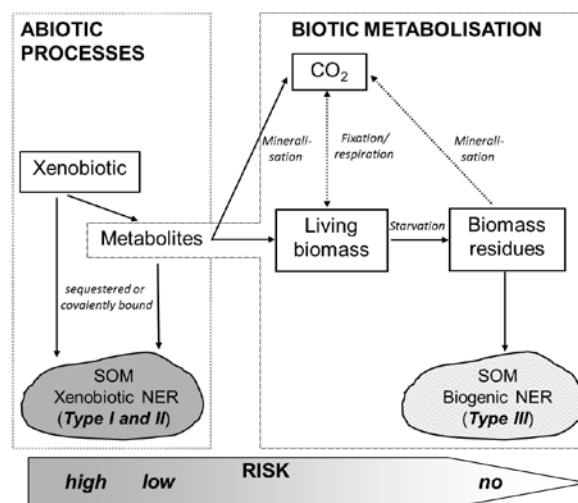 ABIOTIC
PROCESSES
BIOTIC METABOLISATION
CO2
Minerali-
sation
Fixation/
respiration
Minerali-
sation
Xenobiotic
Metabolites
Living
biomass
Starvation
Biomass
residues
sequestered or
covalently bound
SOM
Xenobiotic NER
(Type I and II)
SOM
Biogenic NER
(Type III)
RISK
high low no